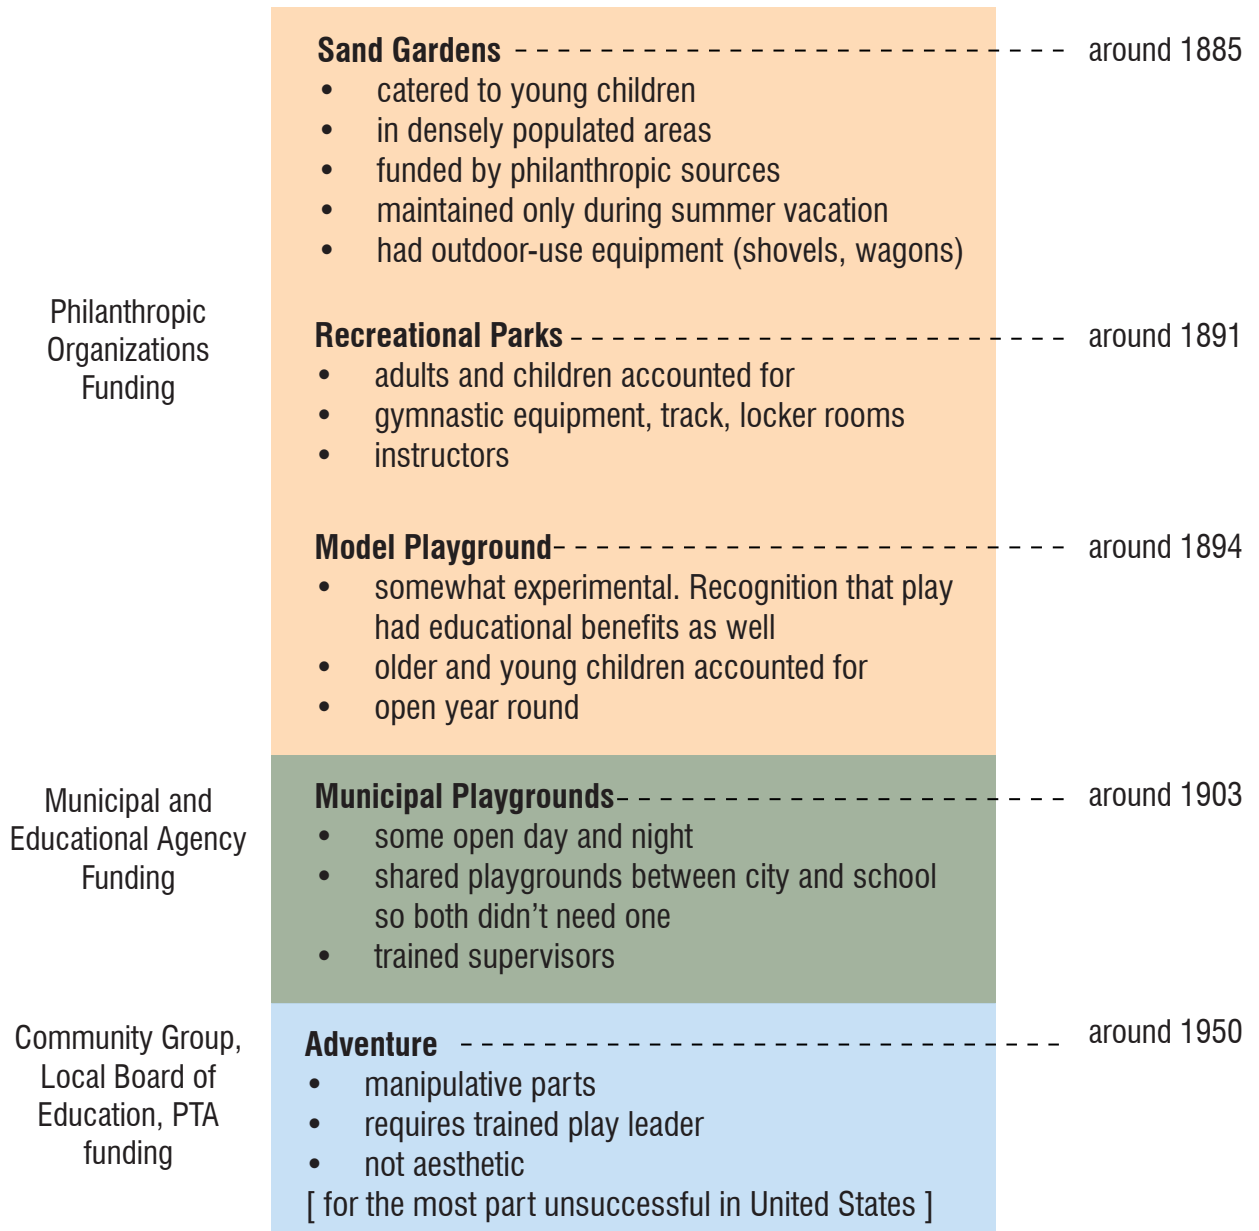 Sand Gardens
around 1885
• catered to young children
• in densely populated areas
• funded by philanthropic sources
• maintained only during summer vacation
• had outdoor-use equipment (shovels, wagons)
Philanthropic
Organizations
Funding
Recreational Parks
around 1891
• adults and children accounted for
• gymnastic equipment, track, locker rooms
• instructors
Model Playground
around 1894
• somewhat experimental. Recognition that play
had educational benefits as well
• older and young children accounted for
• open year round
Municipal and
Educational Agency
Funding
Municipal Playgrounds
around 1903
• some open day and night
• shared playgrounds between city and school
so both didn’t need one
• trained supervisors
Community Group,
Local Board of
Education, PTA
funding
Adventure
around 1950
• manipulative parts
• requires trained play leader
• not aesthetic
[ for the most part unsuccessful in United States ]